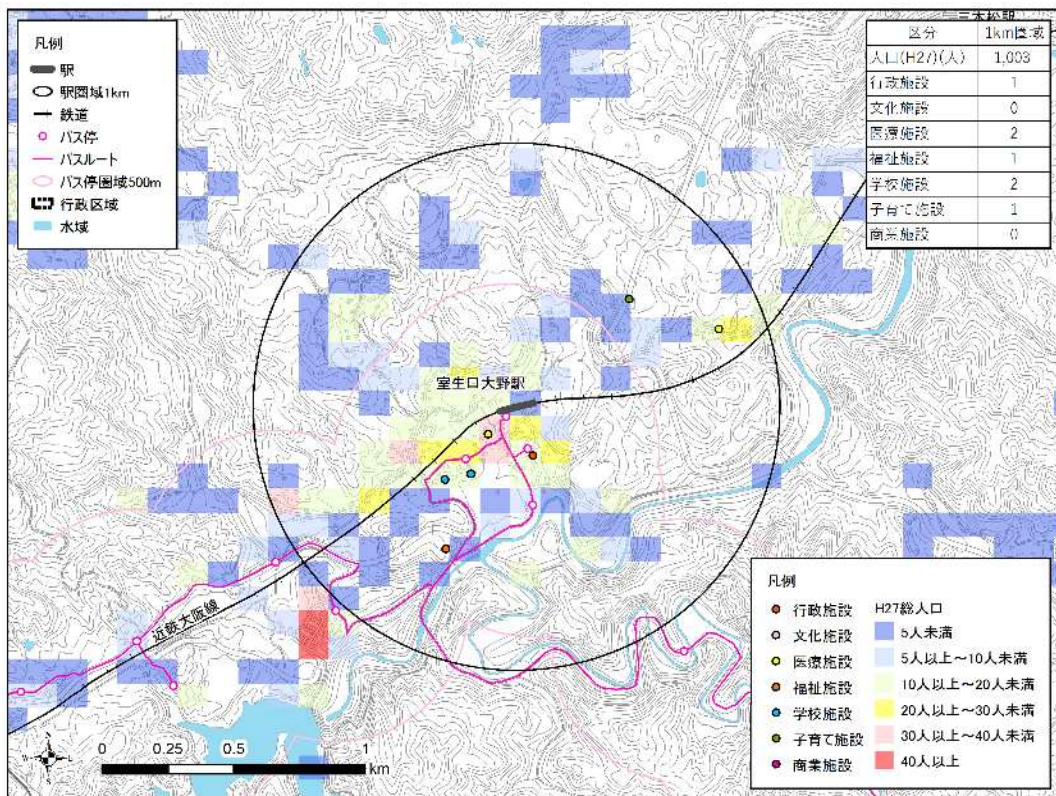 凡例
駅
駅圏域1km
鉄道
バス停
バスルート
バス停圏域500m
行政区域
水域
三本松駅
区分 1km圏域
人口(H27)(人) 1,003
行政施設 1
文化施設 0
医療施設 2
福祉施設 1
学校施設 2
子育て施設 1
商業施設 0
室生口大野駅
近鉄大阪線
凡例
行政施設
文化施設
医療施設
福祉施設
学校施設
子育て施設
商業施設
H27総人口
5人未満
5人以上～10人未満
10人以上～20人未満
20人以上～30人未満
30人以上～40人未満
40人以上
N
W
S
0 0.25 0.5 1
km